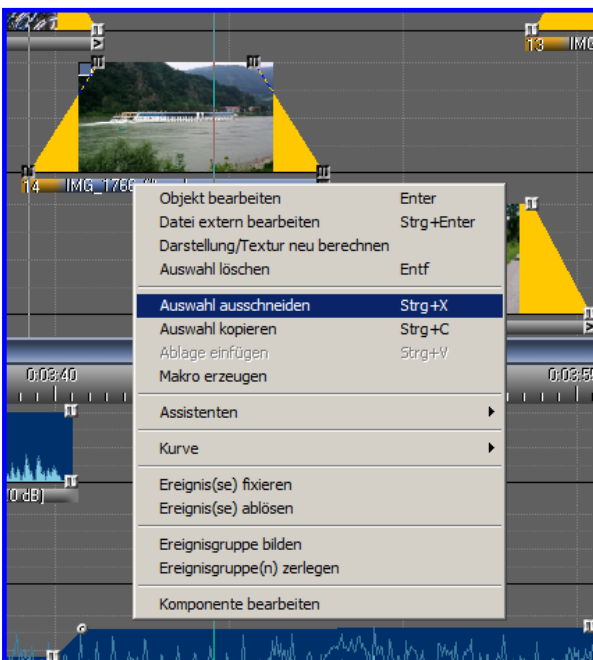 13 IMG
14 IMG_1766
Objekt bearbeiten Enter
Datei extern bearbeiten Strg+Enter
Darstellung/Textur neu berechnen
Auswahl löschen Entf
Auswahl ausschneiden Strg+X
Auswahl kopieren Strg+C
Ablage einfügen Strg+V
Makro erzeugen
0:03:40 0:03:55
Assistenten
Kurve
Ereignis(se) fixieren
[0 dB]
Ereignis(se) ablösen
Ereignisgruppe bilden
Ereignisgruppe(n) zerlegen
Komponente bearbeiten